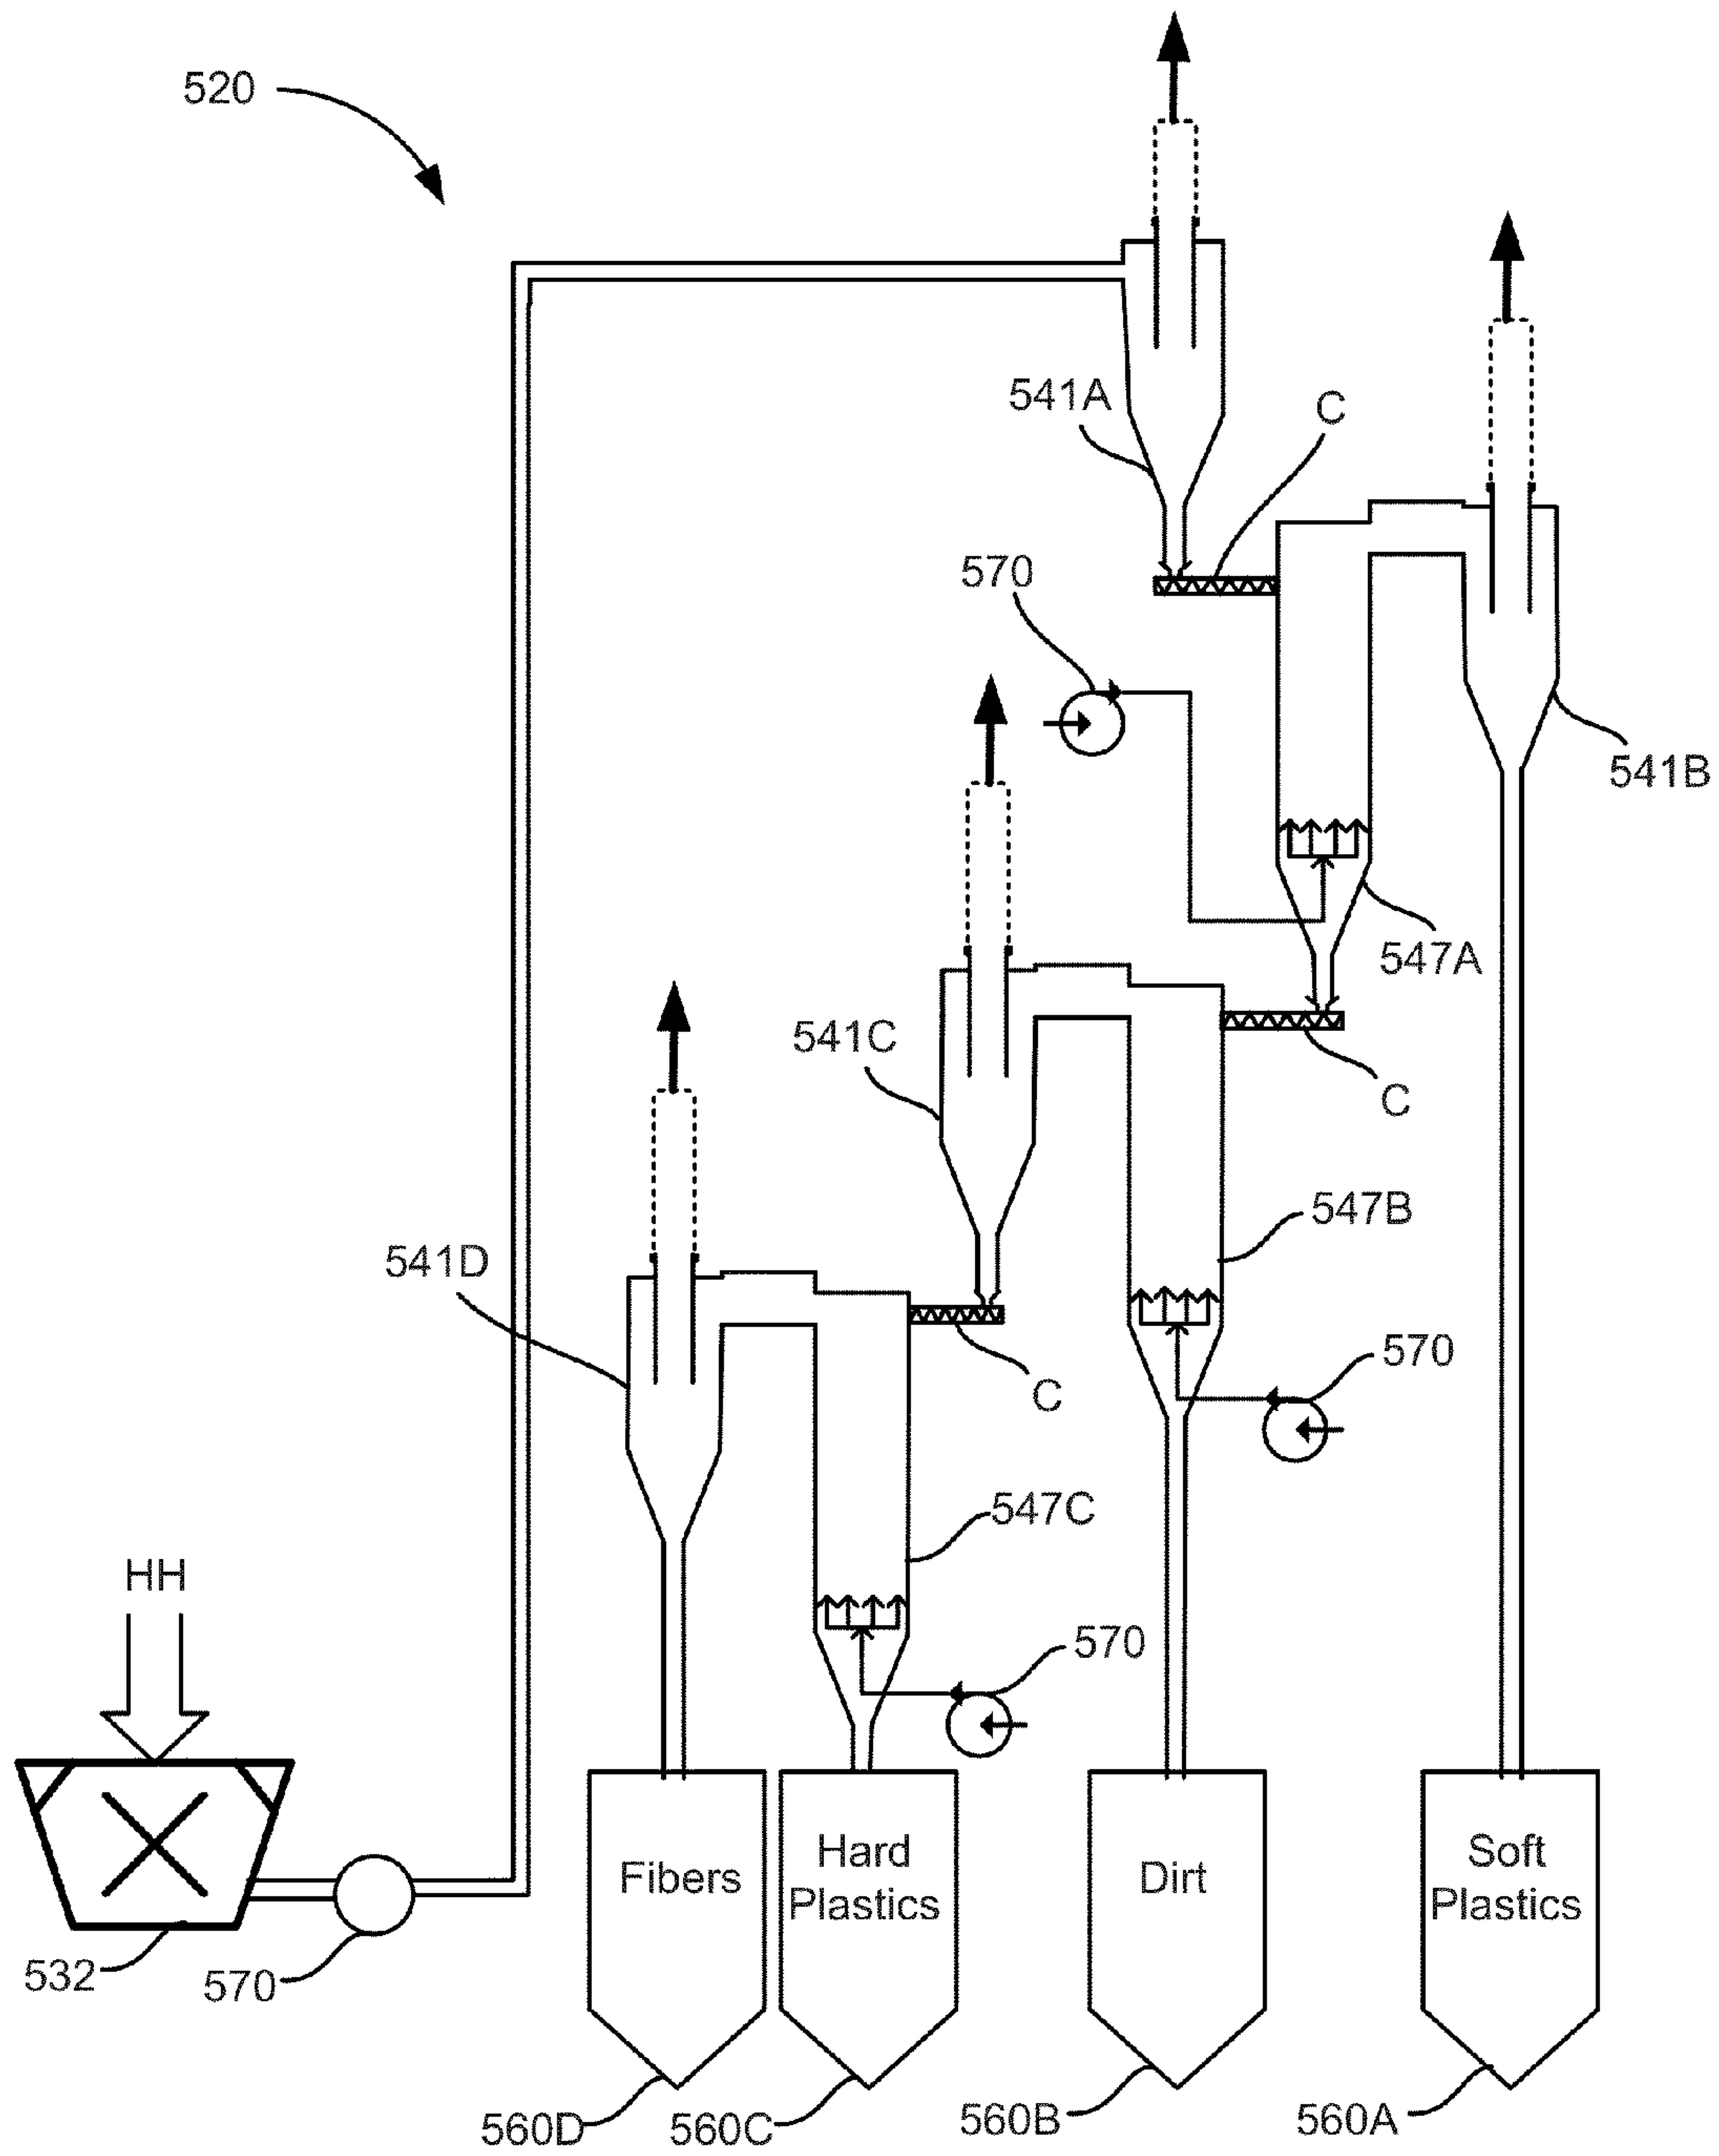 520
541A
C
570
541B
547A
541C
C
547B
541D
570
C
547C
HH
570
Fibers
Hard
Plastics
Dirt
Soft
Plastics
532
570
560D
560C
560B
560A